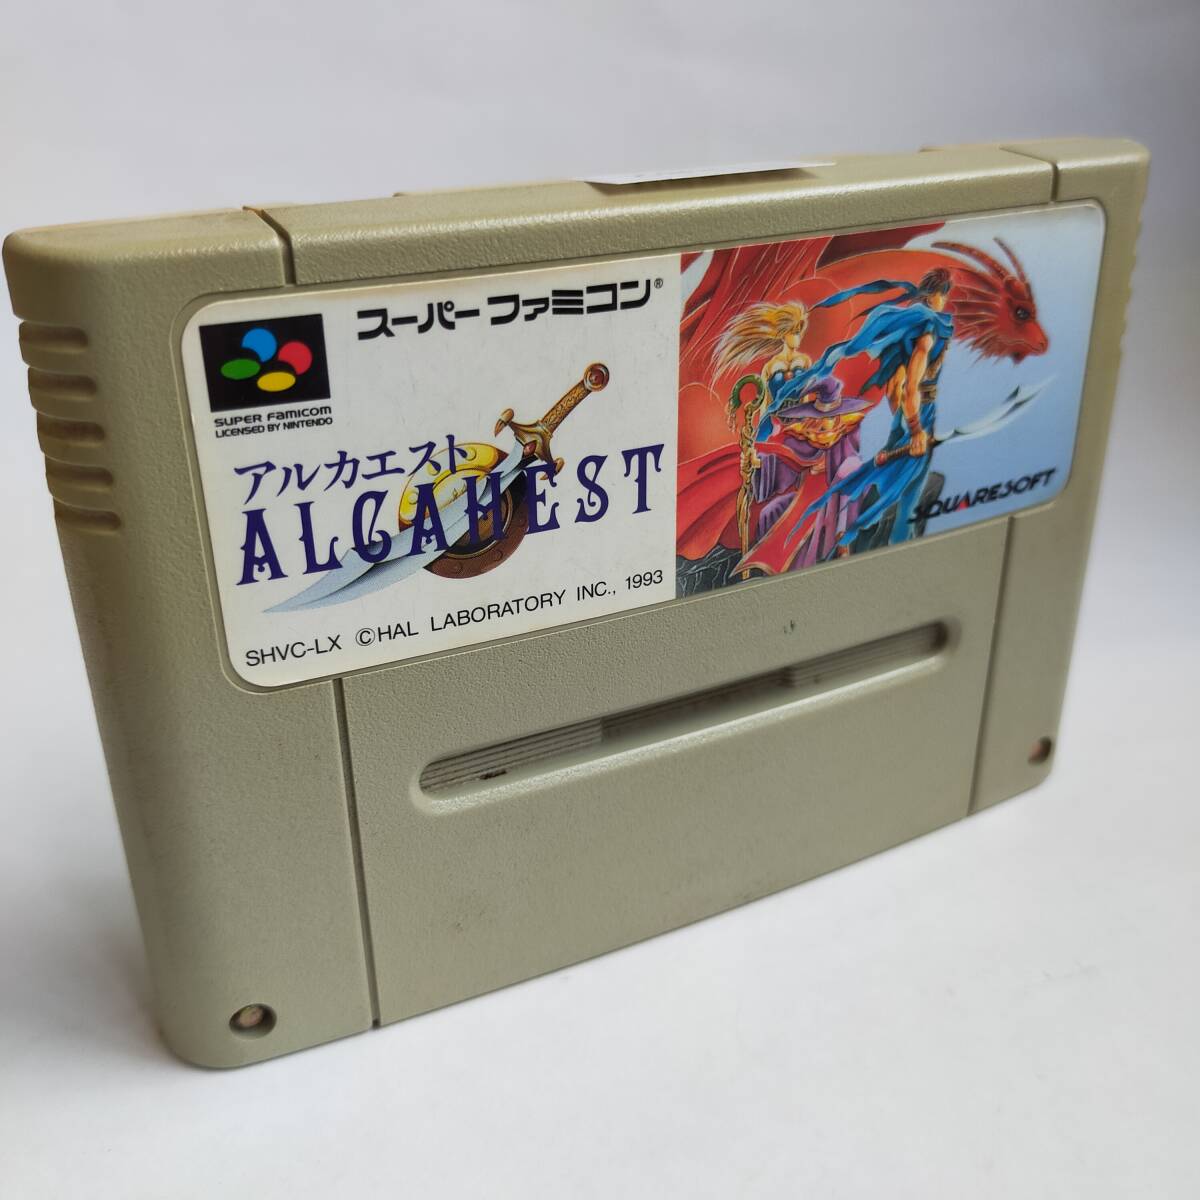 スーパーファミコン®
SUPER FAMICOM
LICENSED BY NINTENDO
アルカエスト
ALCAHEST
SHVC-LX ©HAL LABORATORY INC., 1993
SQUARESOFT